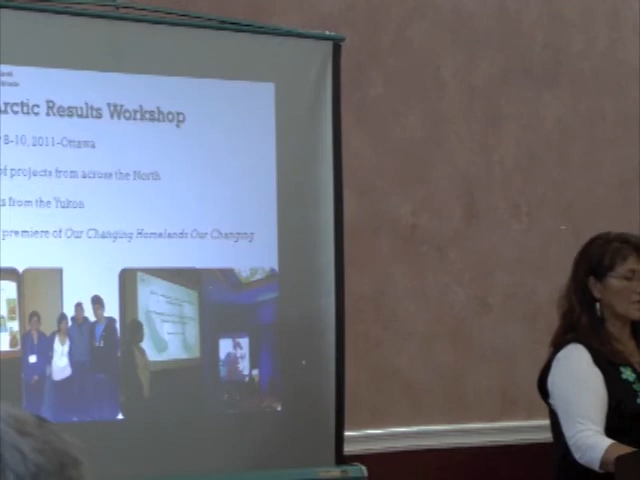 Arctic Results Workshop
8-10, 2011-Ottawa
of projects from across the North
from the Yukon
premiere of Our Changing Homelands Our Changing